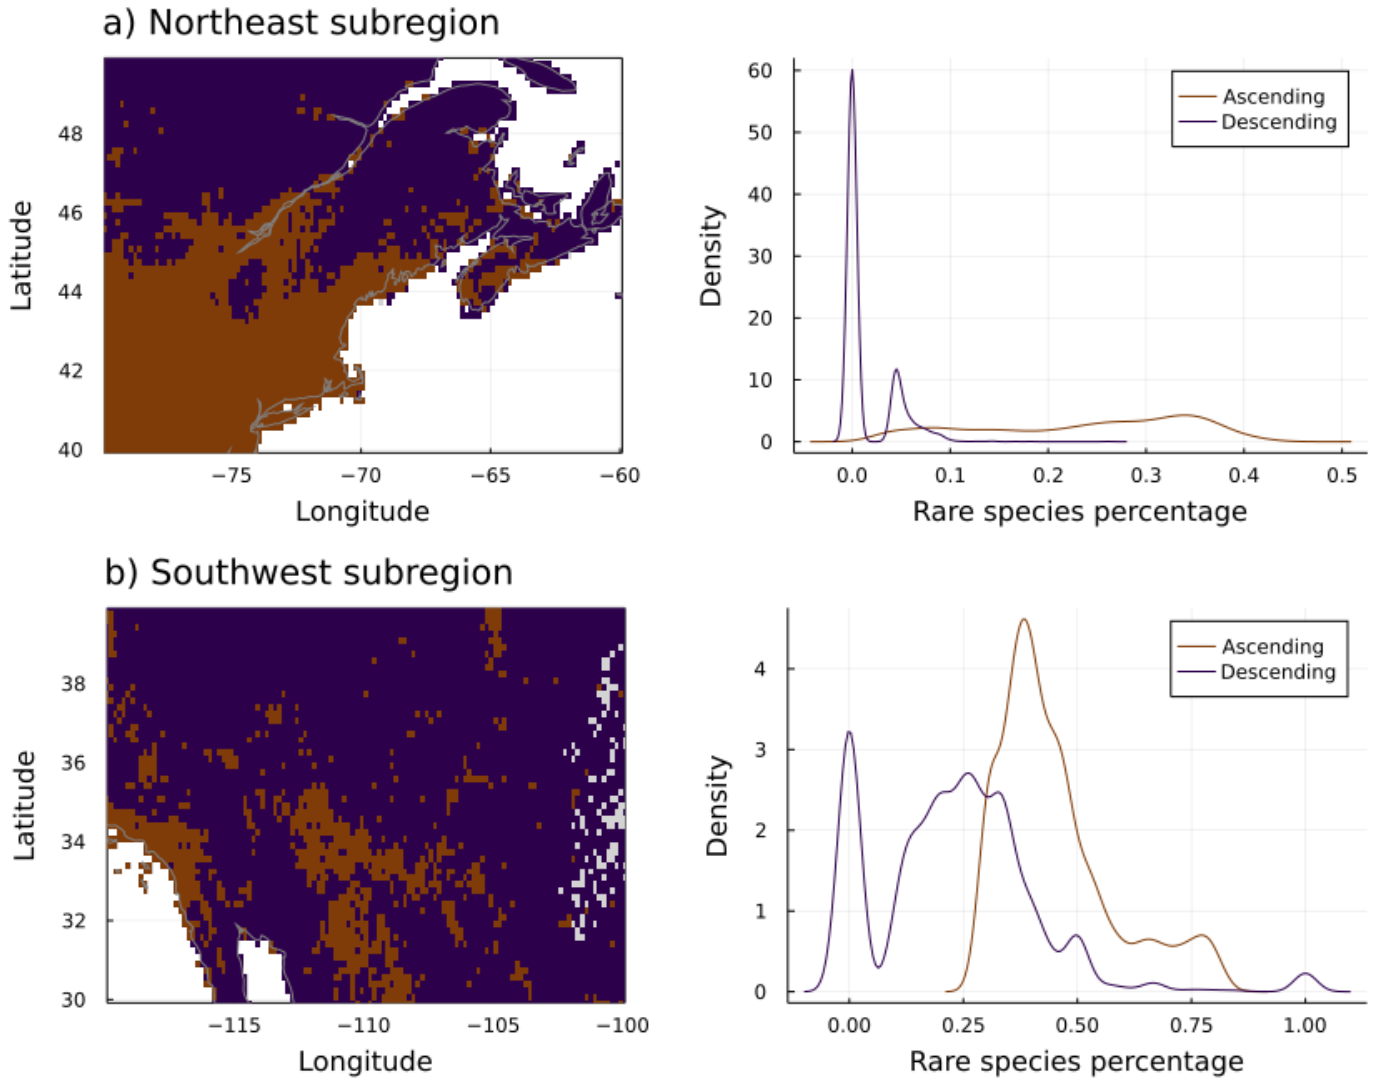 a) Northeast subregion
Latitude
48
46
44
42
40
−75
−70
−65
−60
Longitude
Density
60
50
40
30
20
10
0
Ascending
Descending
0.0
0.1
0.2
0.3
0.4
0.5
Rare species percentage
b) Southwest subregion
Latitude
38
36
34
32
30
−115
−110
−105
−100
Longitude
Density
4
3
2
1
0
Ascending
Descending
0.00
0.25
0.50
0.75
1.00
Rare species percentage